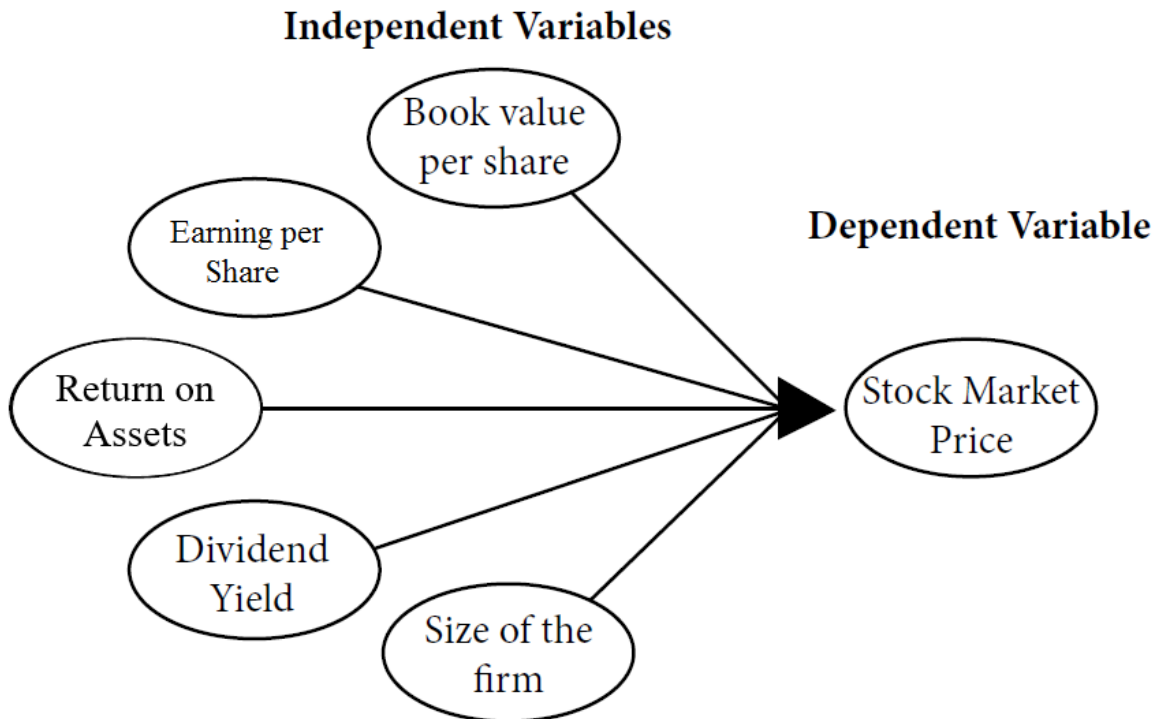 Independent Variables
Book value
per share
Dependent Variable
Earning per
Share
Return on
Assets
Stock Market
Price
Dividend
Yield
Size of the
firm